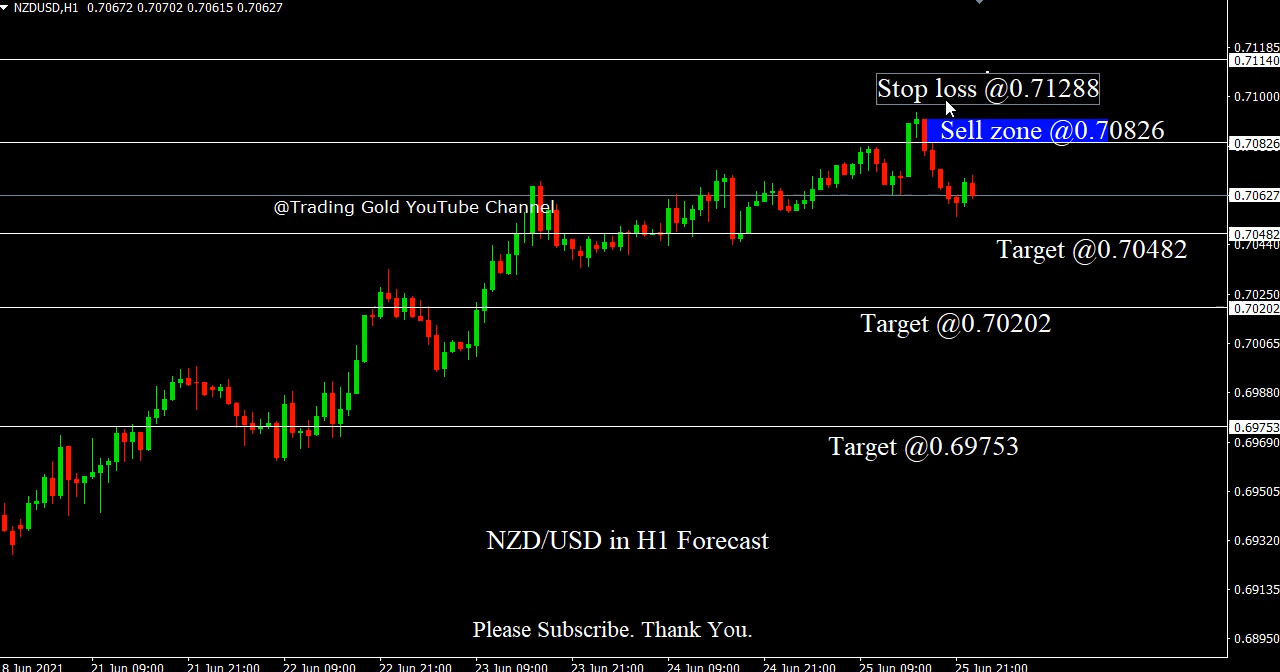 NZDUSD,H1 0.70672 0.70702 0.70615 0.70627
0.71185
0.71140
Stop loss @0.71288
0.71000
Sell zone @0.70826
0.70826
0.70627
@Trading Gold YouTube Channel
0.70482
0.70440
Target @0.70482
0.70250
0.70202
Target @0.70202
0.70065
0.69880
0.69753
Target @0.69753
0.69690
0.69505
NZD/USD in H1 Forecast
0.69320
0.69135
Please Subscribe. Thank You.
0.68950
8 Jun 2021 21 Jun 09:00 21 Jun 21:00 22 Jun 09:00 22 Jun 21:00 23 Jun 09:00 23 Jun 21:00 24 Jun 09:00 24 Jun 21:00 25 Jun 09:00 25 Jun 21:00